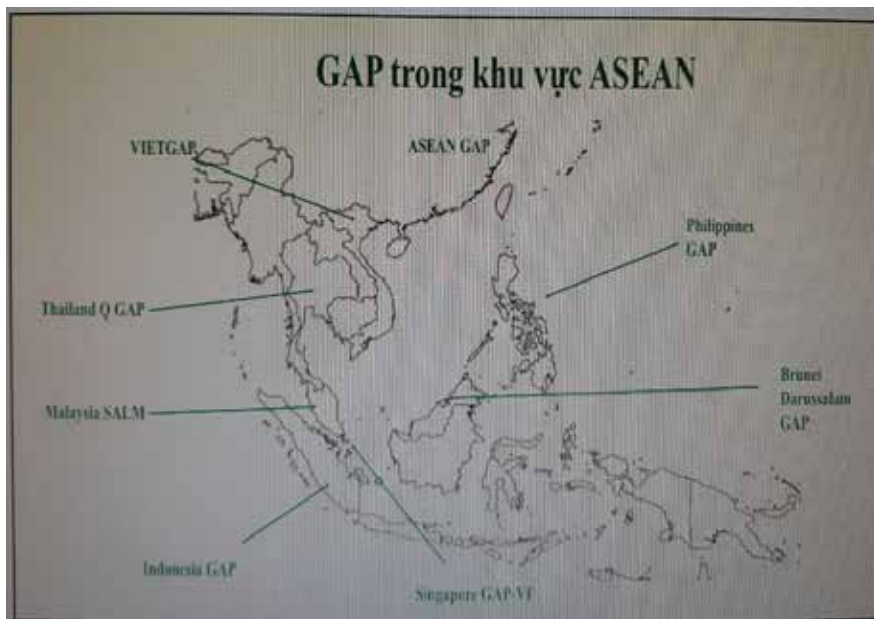 GAP trong khu vực ASEAN
VIETGAP
ASEAN GAP
Philippines
GAP
Thailand Q GAP
Brunei
Darussalam
GAP
Malaysia SALM
Indonesia GAP
Singapore GAP-VF